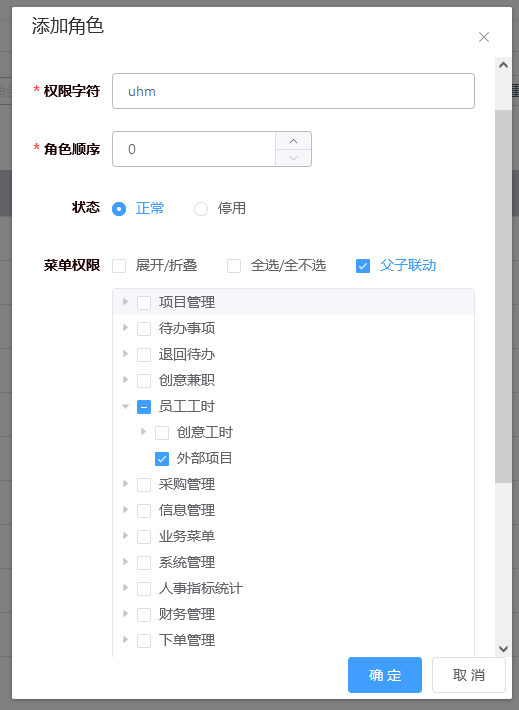 添加角色
* 权限字符 uhm
* 角色顺序 0
状态 正常 停用
菜单权限 展开/折叠 全选/全不选 父子联动
项目管理
待办事项
退回待办
创意兼职
员工工时
创意工时
外部项目
采购管理
信息管理
业务菜单
系统管理
人事指标统计
财务管理
下单管理
确 定 取 消